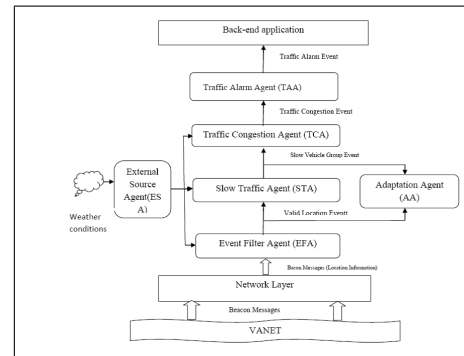 Back-end application
Traffic Alarm Event
Traffic Alarm Agent (TAA)
Traffic Congestion Event
Traffic Congestion Agent (TCA)
Slow Vehicle Group Event
External
Source
Agent(ES
A)
Slow Traffic Agent (STA)
Adaptation Agent
(AA)
Weather
conditions
Valid Location Eventt
Event Filter Agent (EFA)
Bacon Messages (Location Information)
Network Layer
Beacon Messages
VANET